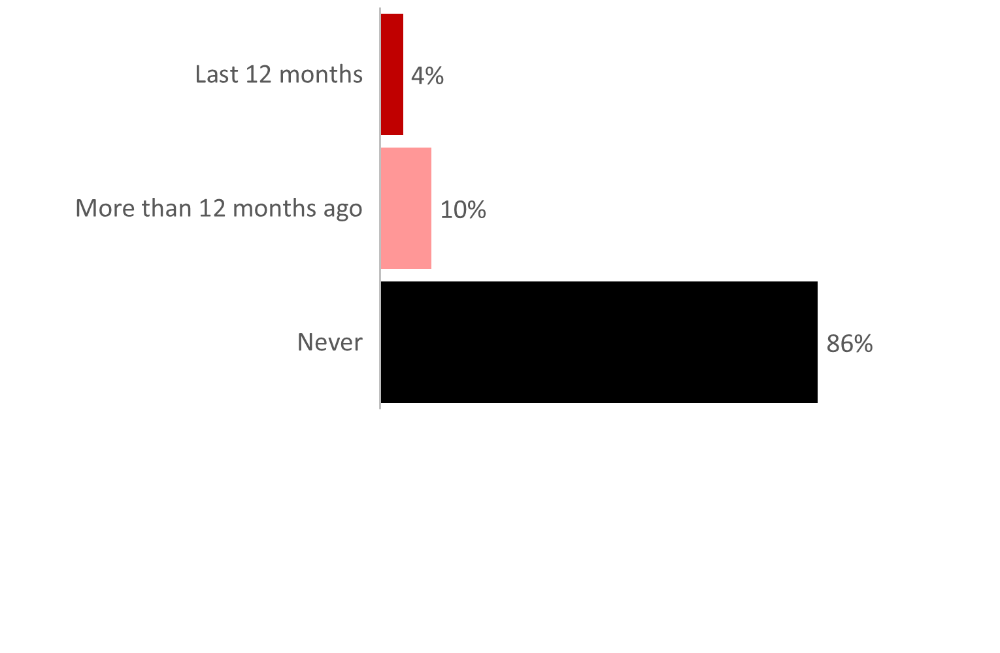 Last 12 months 4%
More than 12 months ago 10%
Never 86%